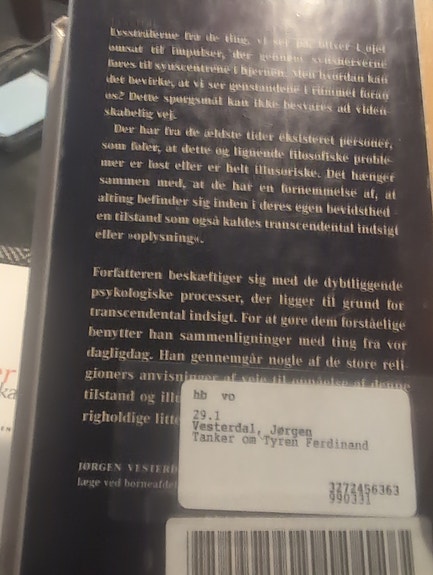 Lysstrålerne fra de ting, vi ser på, bliver i øjet
omsat til impulser, der gennem synsnerverne
føres til synscentrene i hjernen. Men hvordan kan
det bevirke, at vi ser genstandene i rummet foran
os? Dette spørgsmål kan ikke besvares ad viden-
skabelig vej.
Der har fra de ældste tider eksisteret personer,
som føler, at dette og lignende filosofiske proble-
mer er løst eller er helt illusoriske. Det hænger
sammen med, at de har en fornemmelse af, at
alting befinder sig inden i deres egen bevidsthed –
en tilstand som også kaldes transcendental indsigt
eller »oplysning«.
Forfatteren beskæftiger sig med de dybtliggende
psykologiske processer, der ligger til grund for
transcendental indsigt. For at gøre dem forståelige
benytter han sammenligninger med ting fra vor
dagligdag. Han gennemgår nogle af de store reli-
gioners anvisninger af veje til
tilstand og
righoldige
JØRGEN
læge ved
hb vo
29.1
Vesterdal, Jørgen
Tanker om Tyren Ferdinand
3272456363
990331